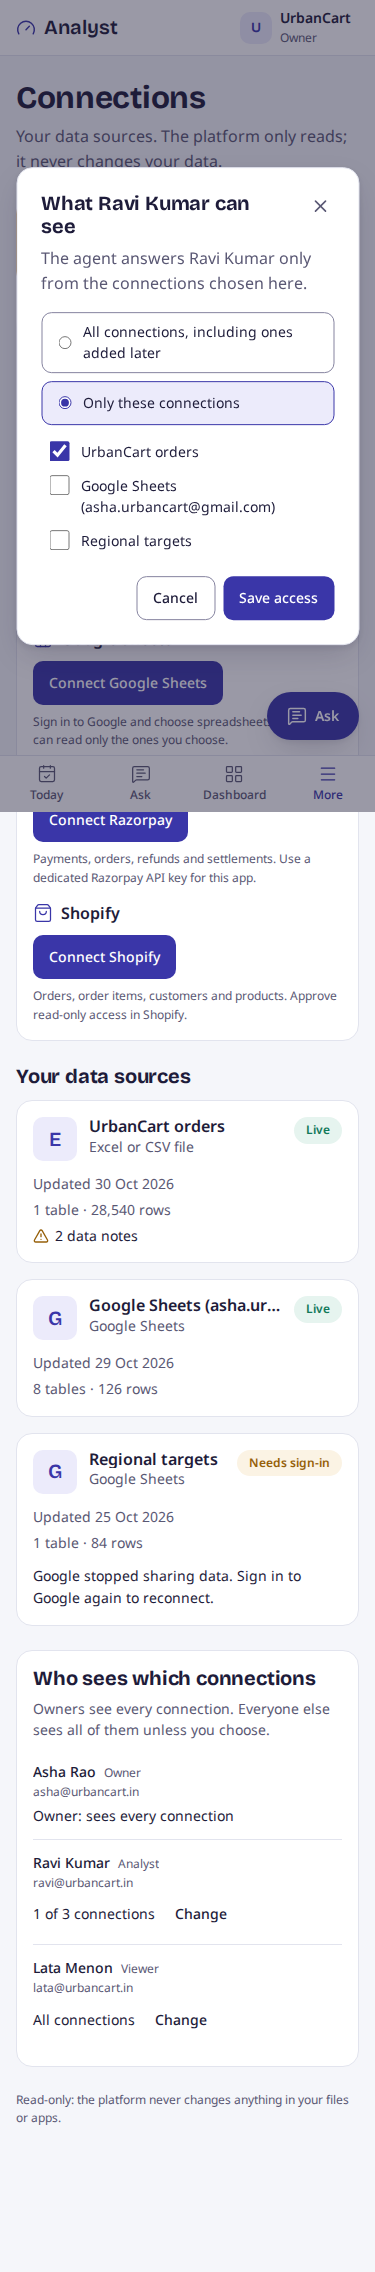 Analyst
U
UrbanCart
Owner
Connections
Your data sources. The platform only reads;
it never changes your data.
What Ravi Kumar can
see
The agent answers Ravi Kumar only
from the connections chosen here.
All connections, including ones
added later
Only these connections
UrbanCart orders
Google Sheets
(asha.urbancart@gmail.com)
Regional targets
Cancel
Save access
Connect Google Sheets
Sign in to Google and choose spreadsheets
can read only the ones you choose.
Ask
Today
Ask
Dashboard
More
Connect Razorpay
Payments, orders, refunds and settlements. Use a
dedicated Razorpay API key for this app.
Shopify
Connect Shopify
Orders, order items, customers and products. Approve
read-only access in Shopify.
Your data sources
E
UrbanCart orders
Excel or CSV file
Live
Updated 30 Oct 2026
1 table · 28,540 rows
2 data notes
G
Google Sheets (asha.ur...
Google Sheets
Live
Updated 29 Oct 2026
8 tables · 126 rows
G
Regional targets
Google Sheets
Needs sign-in
Updated 25 Oct 2026
1 table · 84 rows
Google stopped sharing data. Sign in to
Google again to reconnect.
Who sees which connections
Owners see every connection. Everyone else
sees all of them unless you choose.
Asha Rao Owner
asha@urbancart.in
Owner: sees every connection
Ravi Kumar Analyst
ravi@urbancart.in
1 of 3 connections Change
Lata Menon Viewer
lata@urbancart.in
All connections Change
Read-only: the platform never changes anything in your files
or apps.